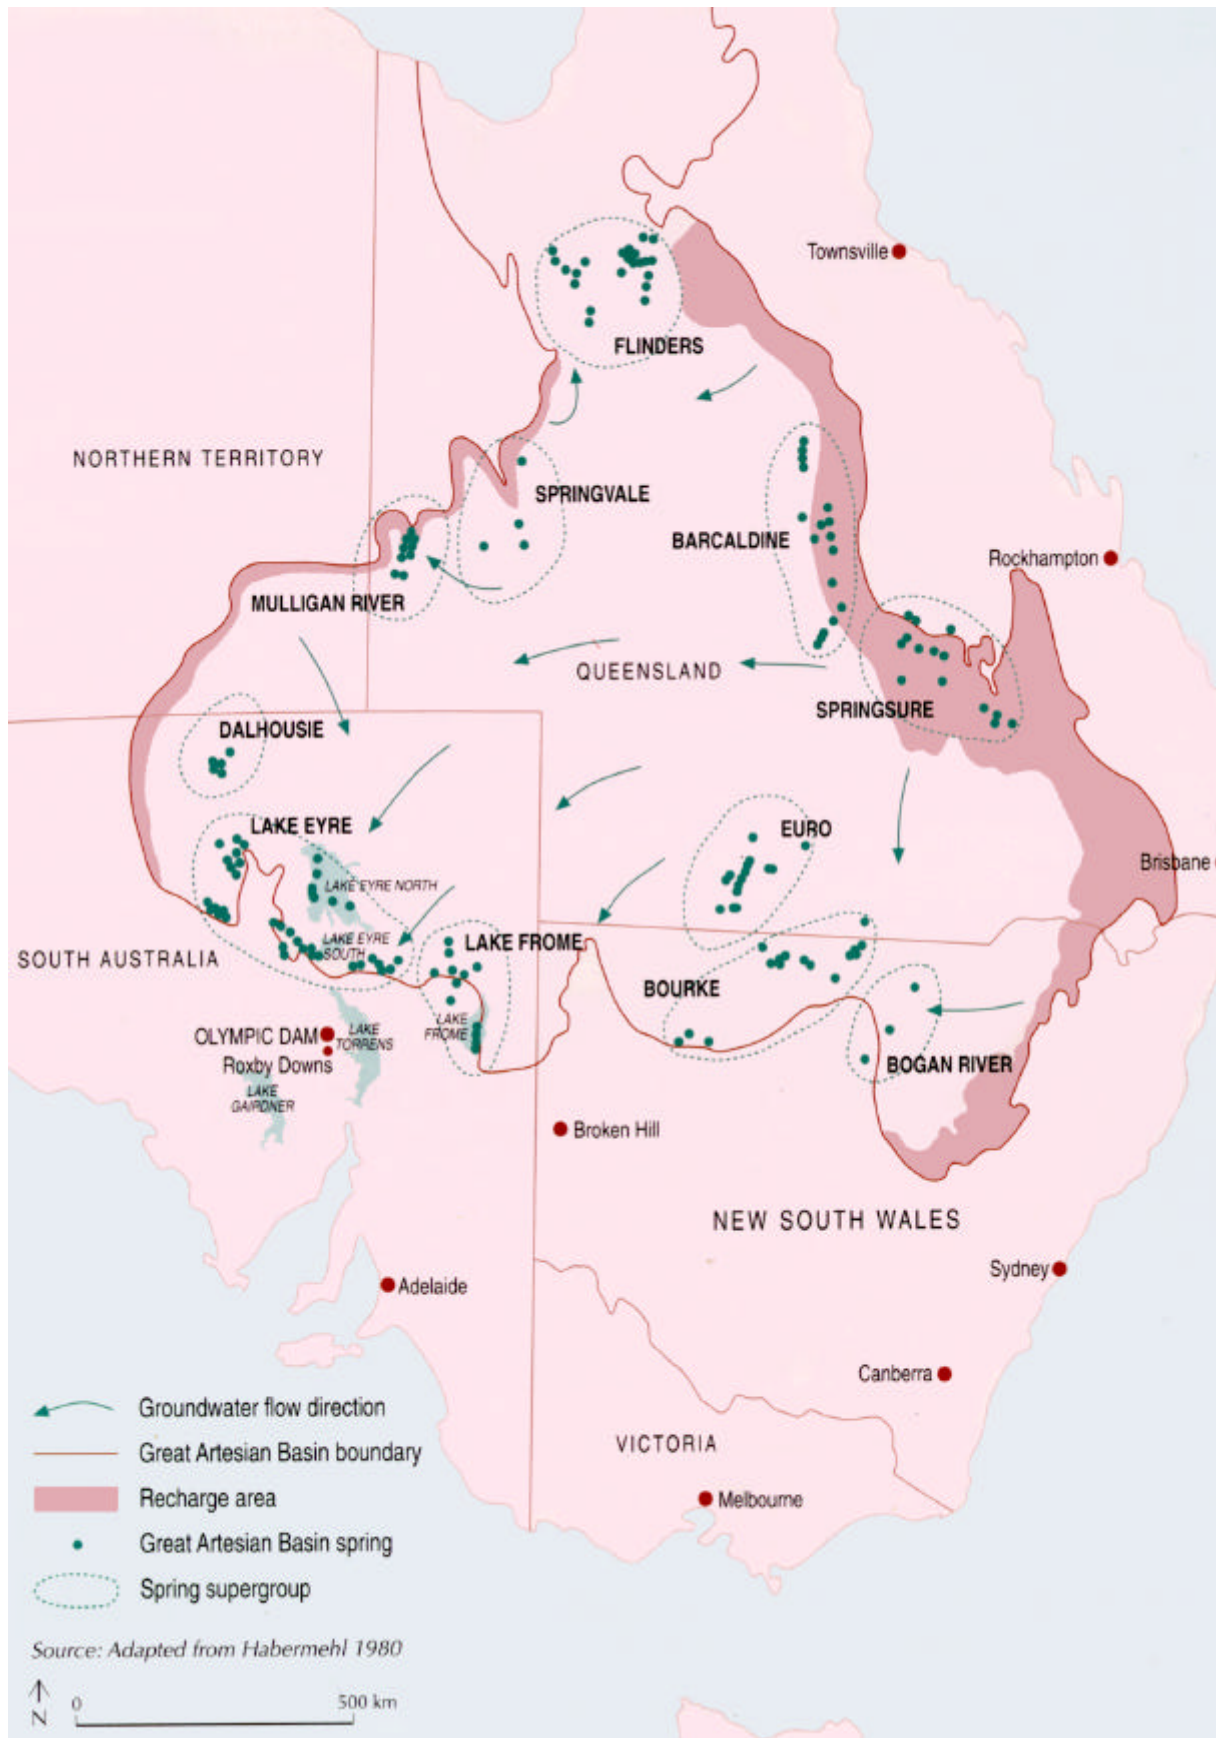 Townsville
FLINDERS
NORTHERN TERRITORY
SPRINGVALE
BARCALDINE
Rockhampton
MULLIGAN RIVER
QUEENSLAND
SPRINGSURE
DALHOUSIE
LAKE EYRE
EURO
Brisbane
LAKE EYRE NORTH
LAKE EYRE
SOUTH
LAKE FROME
SOUTH AUSTRALIA
BOURKE
LAKE
FROME
OLYMPIC DAM
LAKE
TORRENS
Roxby Downs
BOGAN RIVER
LAKE
GAIRDNER
Broken Hill
NEW SOUTH WALES
Sydney
Adelaide
Canberra
VICTORIA
Melbourne
Groundwater flow direction
Great Artesian Basin boundary
Recharge area
Great Artesian Basin spring
Spring supergroup
Source: Adapted from Habermehl 1980
N
0 500 km